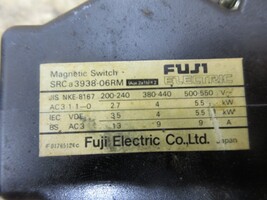 Magnetic Switch
FUJI
ELECTRIC
SRCa3938-06RM
JIS NKE-8167 200-240 380-440 500-550 V~
AC3 1.1-0 2.7 4 5.5 kW
IEC VDE 3.5 4 5.5 kW
BS AC3 13 9 9 A
Fuji Electric Co., Ltd. Japan